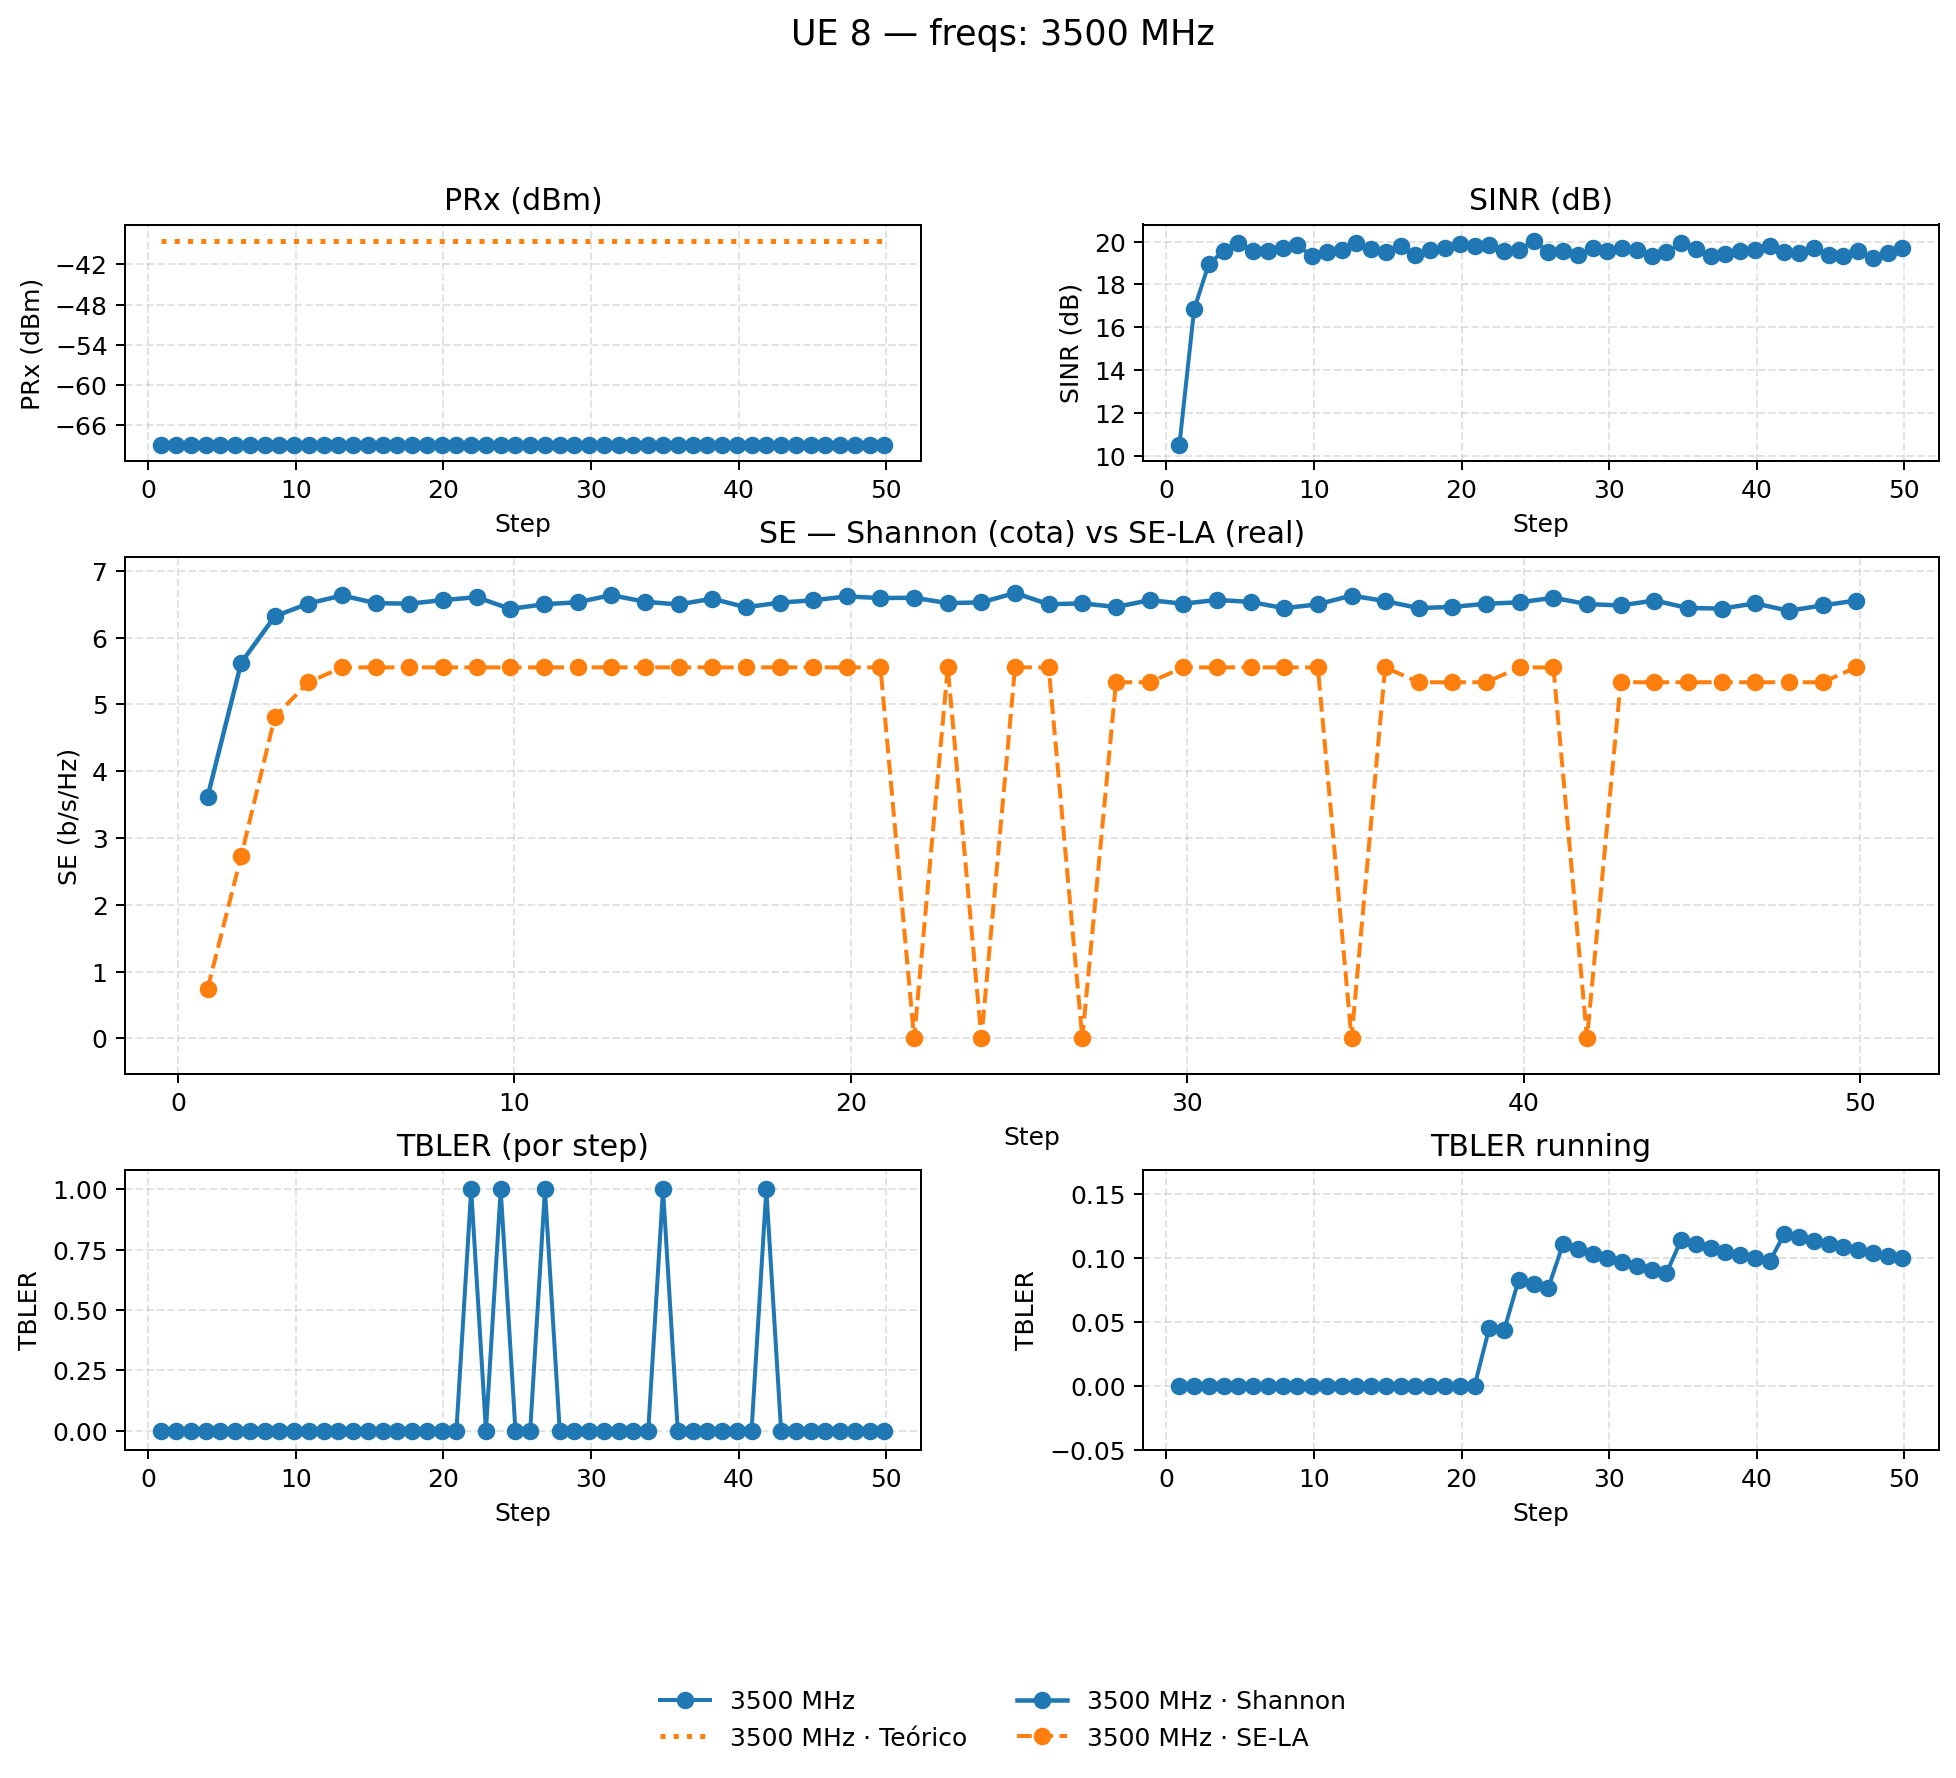 UE 8 — freqs: 3500 MHz
PRx (dBm)
PRx (dBm)
−42
−48
−54
−60
−66
0 10 20 30 40 50
Step
SINR (dB)
SINR (dB)
20
18
16
14
12
10
0 10 20 30 40 50
Step
SE — Shannon (cota) vs SE-LA (real)
SE (b/s/Hz)
7
6
5
4
3
2
1
0
0 10 20 30 40 50
Step
TBLER (por step)
TBLER
1.00
0.75
0.50
0.25
0.00
0 10 20 30 40 50
Step
TBLER running
TBLER
0.15
0.10
0.05
0.00
−0.05
0 10 20 30 40 50
Step
3500 MHz
3500 MHz · Teórico
3500 MHz · Shannon
3500 MHz · SE-LA